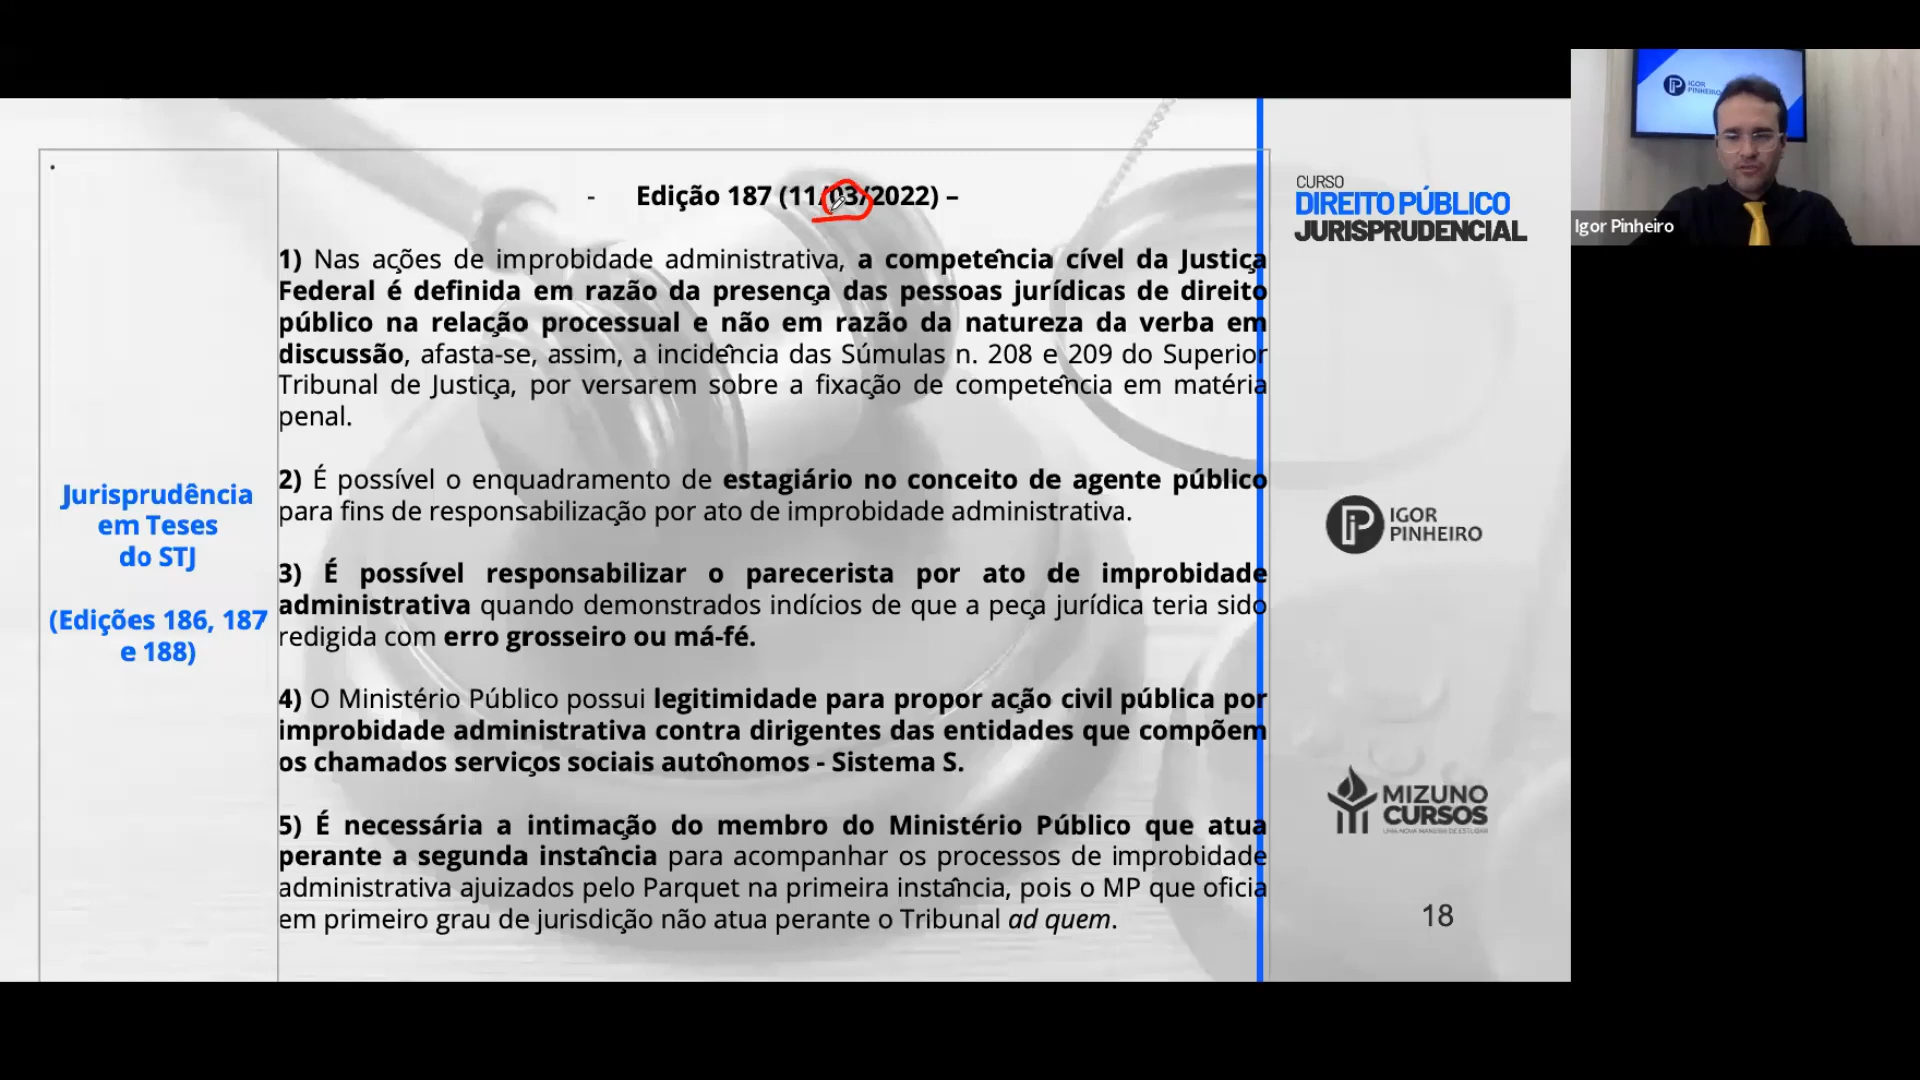 - Edição 187 (11/03/2022) –
1) Nas ações de improbidade administrativa, a competência cível da Justiça
Federal é definida em razão da presença das pessoas jurídicas de direito
público na relação processual e não em razão da natureza da verba em
discussão, afasta-se, assim, a incidência das Súmulas n. 208 e 209 do Superior
Tribunal de Justiça, por versarem sobre a fixação de competência em matéria
penal.
2) É possível o enquadramento de estagiário no conceito de agente público
para fins de responsabilização por ato de improbidade administrativa.
3) É possível responsabilizar o parecerista por ato de improbidade
administrativa quando demonstrados indícios de que a peça jurídica teria sido
redigida com erro grosseiro ou má-fé.
4) O Ministério Público possui legitimidade para propor ação civil pública por
improbidade administrativa contra dirigentes das entidades que compõem
os chamados serviços sociais autônomos - Sistema S.
5) É necessária a intimação do membro do Ministério Público que atua
perante a segunda instância para acompanhar os processos de improbidade
administrativa ajuizados pelo Parquet na primeira instância, pois o MP que oficia
em primeiro grau de jurisdição não atua perante o Tribunal ad quem.
Jurisprudência
em Teses
do STJ
(Edições 186, 187
e 188)
CURSO
DIREITO PÚBLICO
JURISPRUDENCIAL
IGOR
PINHEIRO
MIZUNO
CURSOS
UMA NOVA MANEIRA DE ESTUDAR
18
IGOR
PINHEIRO
Igor Pinheiro